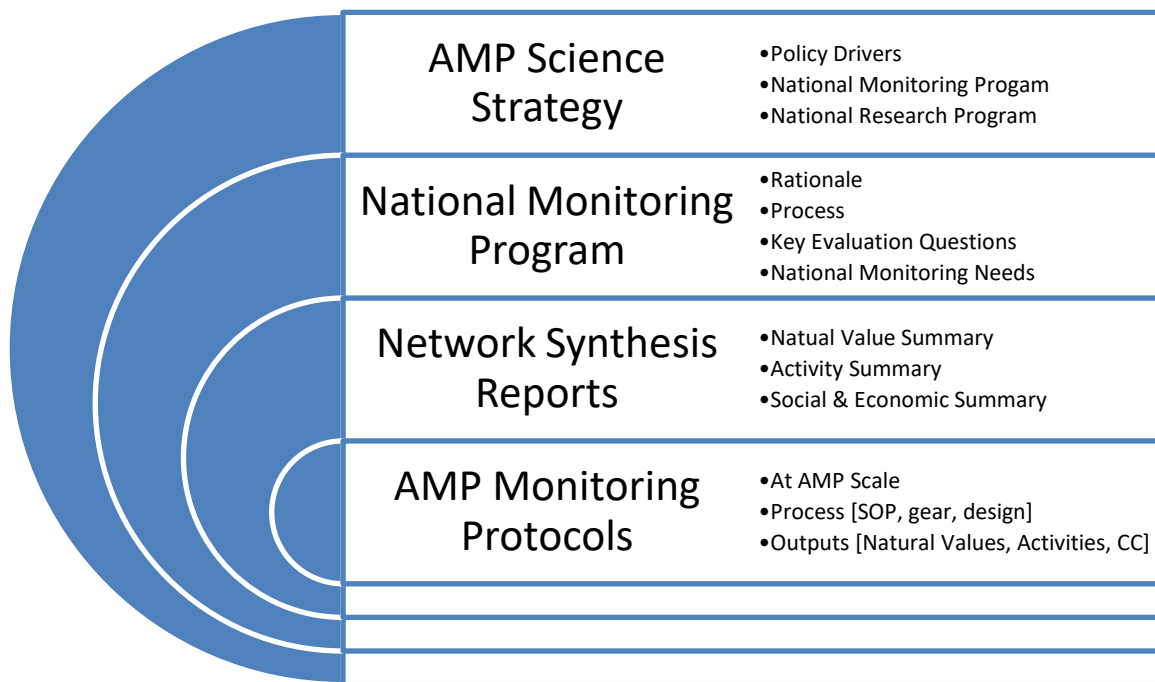 AMP Science
Strategy
•Policy Drivers
•National Monitoring Progam
•National Research Program
National Monitoring
Program
•Rationale
•Process
•Key Evaluation Questions
•National Monitoring Needs
Network Synthesis
Reports
•Natual Value Summary
•Activity Summary
•Social & Economic Summary
AMP Monitoring
Protocols
•At AMP Scale
•Process [SOP, gear, design]
•Outputs [Natural Values, Activities, CC]